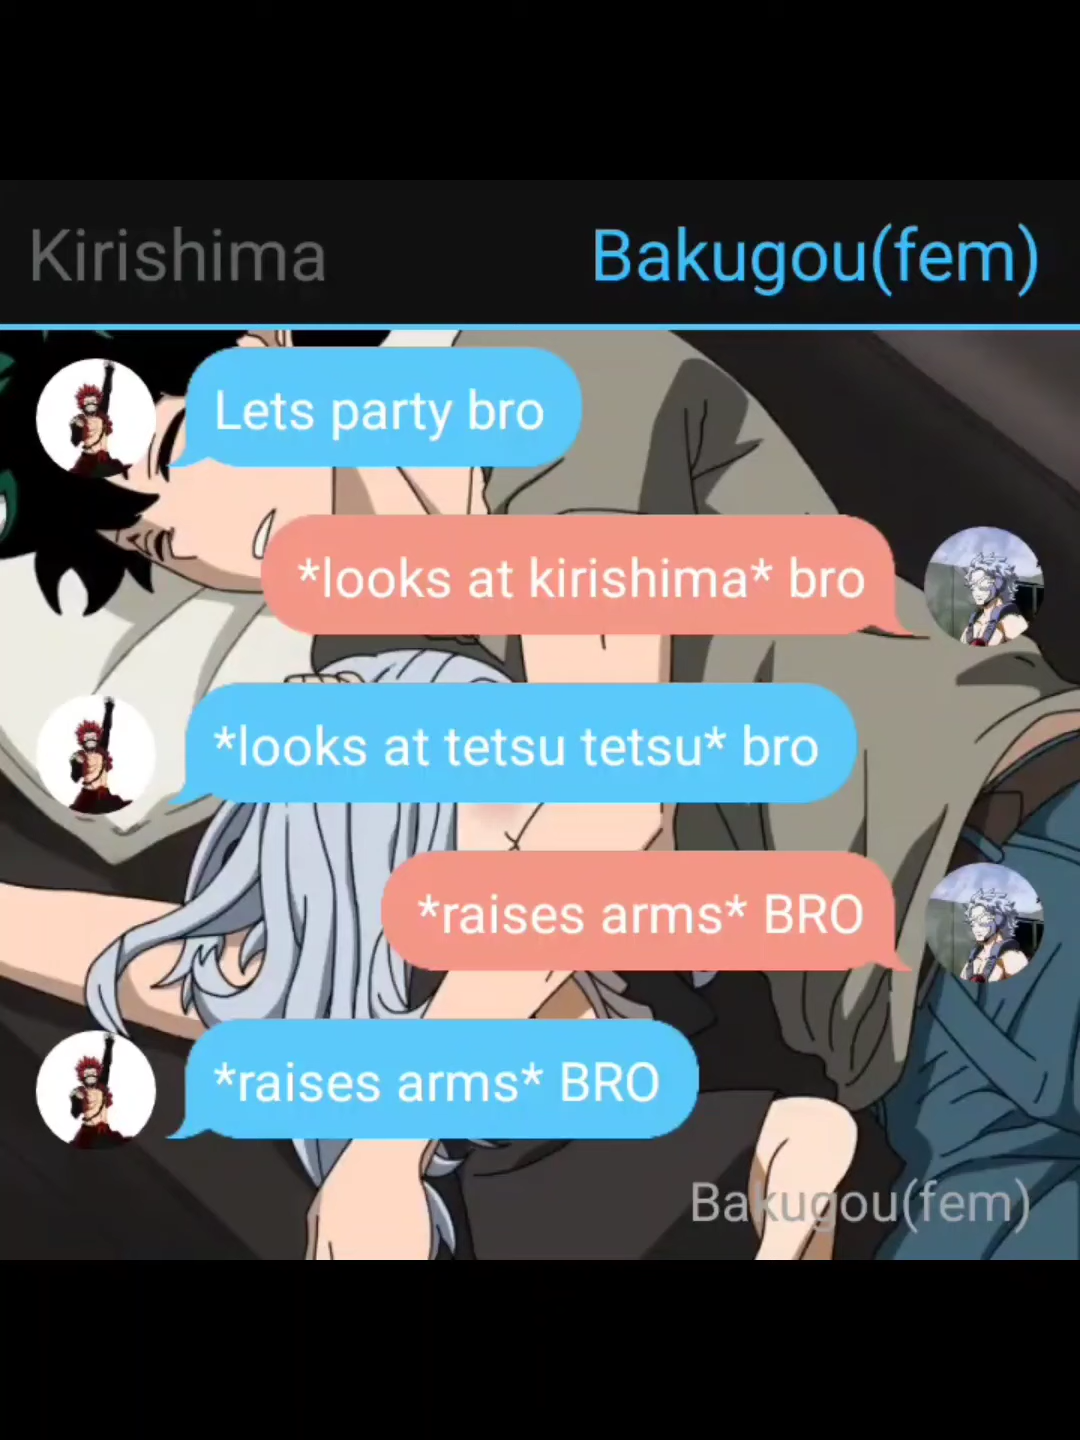 Kirishima Bakugou(fem)
Lets party bro
*looks at kirishima* bro
*looks at tetsu tetsu* bro
*raises arms* BRO
*raises arms* BRO
Bakugou(fem)